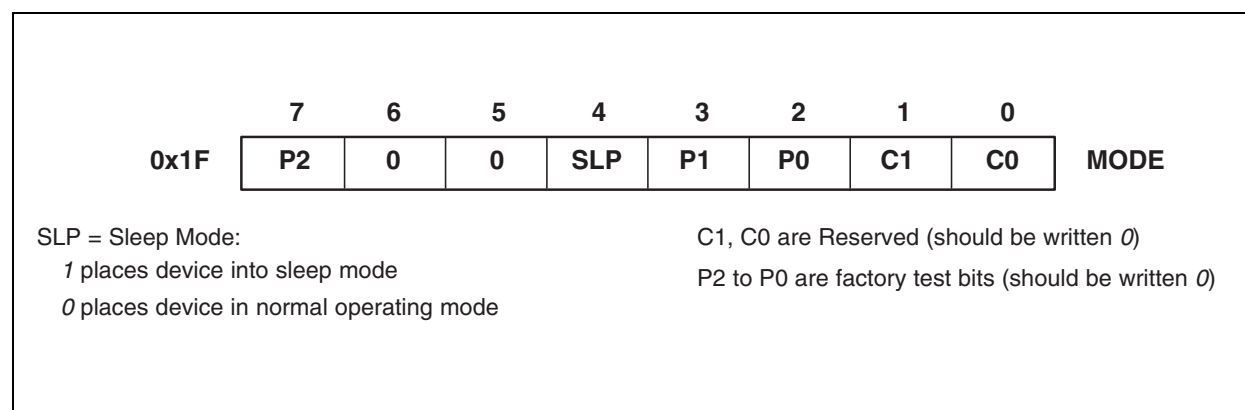 7 6 5 4 3 2 1 0
0x1F P2 0 0 SLP P1 P0 C1 C0 MODE
SLP = Sleep Mode:
1 places device into sleep mode
0 places device in normal operating mode
C1, C0 are Reserved (should be written 0)
P2 to P0 are factory test bits (should be written 0)